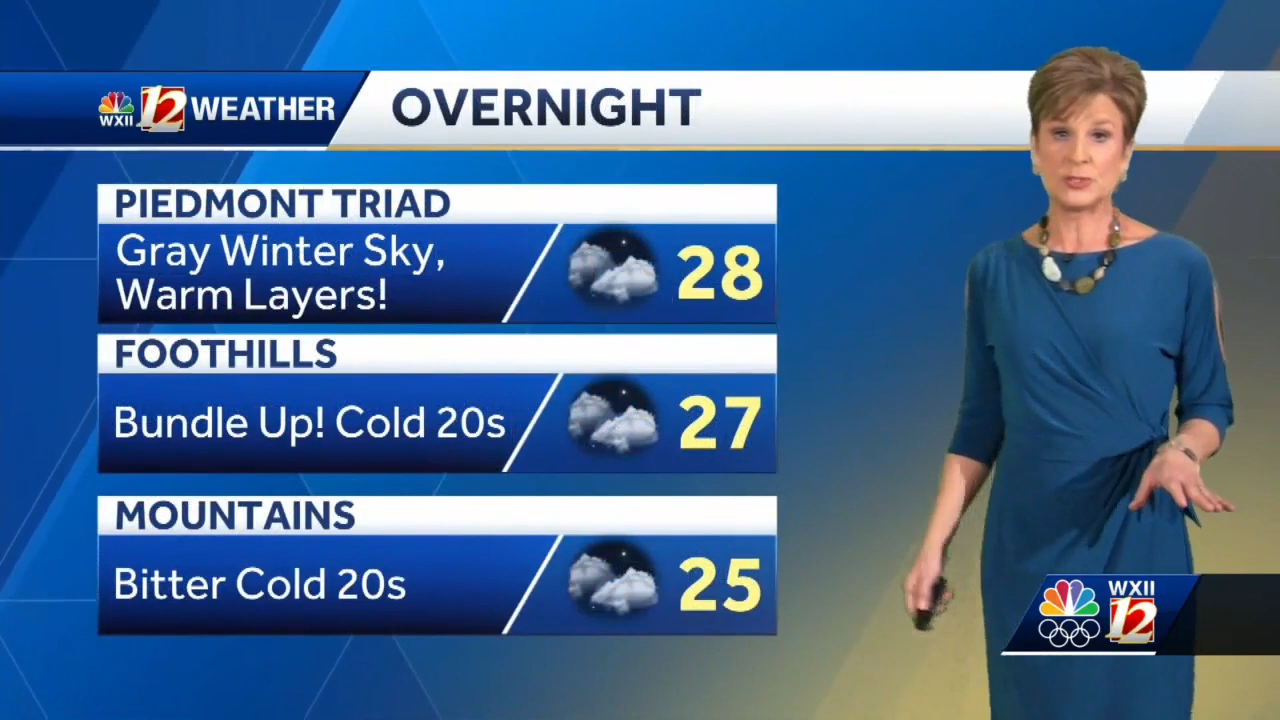 WXII 12 WEATHER
OVERNIGHT
PIEDMONT TRIAD
Gray Winter Sky,
Warm Layers!
28
FOOTHILLS
Bundle Up! Cold 20s
27
MOUNTAINS
Bitter Cold 20s
25
WXII
12